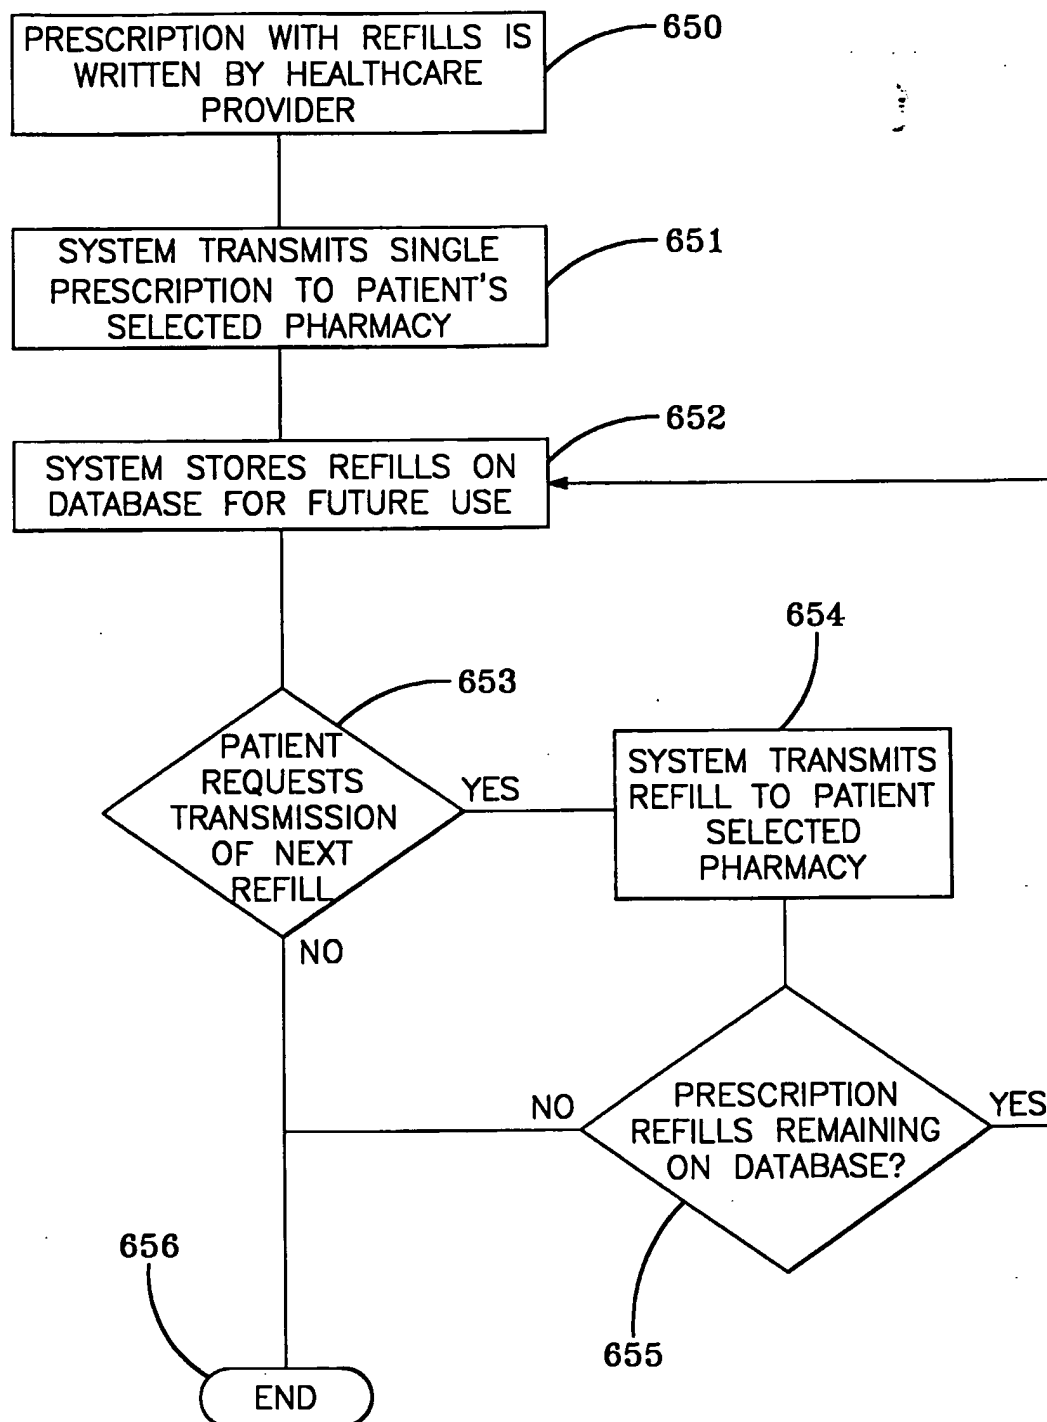 PRESCRIPTION WITH REFILLS IS
WRITTEN BY HEALTHCARE
PROVIDER
650
SYSTEM TRANSMITS SINGLE
PRESCRIPTION TO PATIENT'S
SELECTED PHARMACY
651
SYSTEM STORES REFILLS ON
DATABASE FOR FUTURE USE
652
PATIENT
REQUESTS
TRANSMISSION
OF NEXT
REFILL
653
YES
NO
SYSTEM TRANSMITS
REFILL TO PATIENT
SELECTED
PHARMACY
654
PRESCRIPTION
REFILLS REMAINING
ON DATABASE?
655
NO
YES
END
656